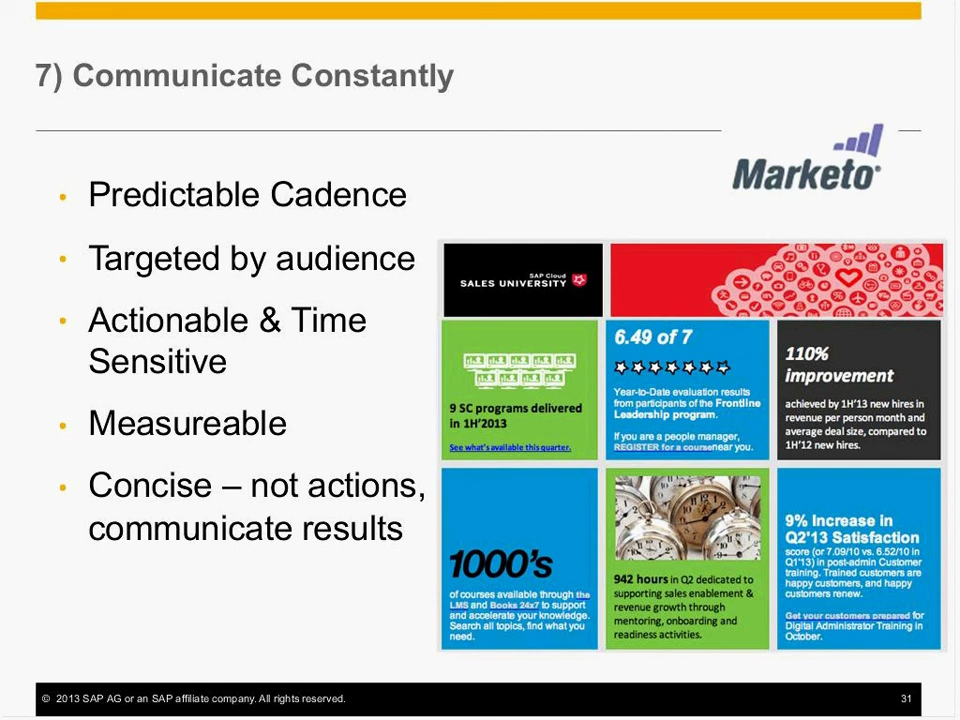 7) Communicate Constantly
Marketo
• Predictable Cadence
• Targeted by audience
• Actionable & Time
Sensitive
• Measureable
• Concise – not actions,
communicate results
SAP Cloud
SALES UNIVERSITY
9 SC programs delivered
in 1H'2013
See what's available this quarter.
6.49 of 7
Year-to-Date evaluation results
from participants of the Frontline
Leadership program.
If you are a people manager,
REGISTER for a course near you.
110%
improvement
achieved by 1H'13 new hires in
revenue per person month and
average deal size, compared to
1H'12 new hires.
1000's
of courses available through the
LMS and Books 24x7 to support
and accelerate your knowledge.
Search all topics, find what you
need.
942 hours in Q2 dedicated to
supporting sales enablement &
revenue growth through
mentoring, onboarding and
readiness activities.
9% Increase in
Q2'13 Satisfaction
score (or 7.09/10 vs. 6.52/10 in
Q1'13) in post-admin Customer
training. Trained customers are
happy customers, and happy
customers renew.
Get your customers prepared for
Digital Administrator Training in
October.
© 2013 SAP AG or an SAP affiliate company. All rights reserved.
31